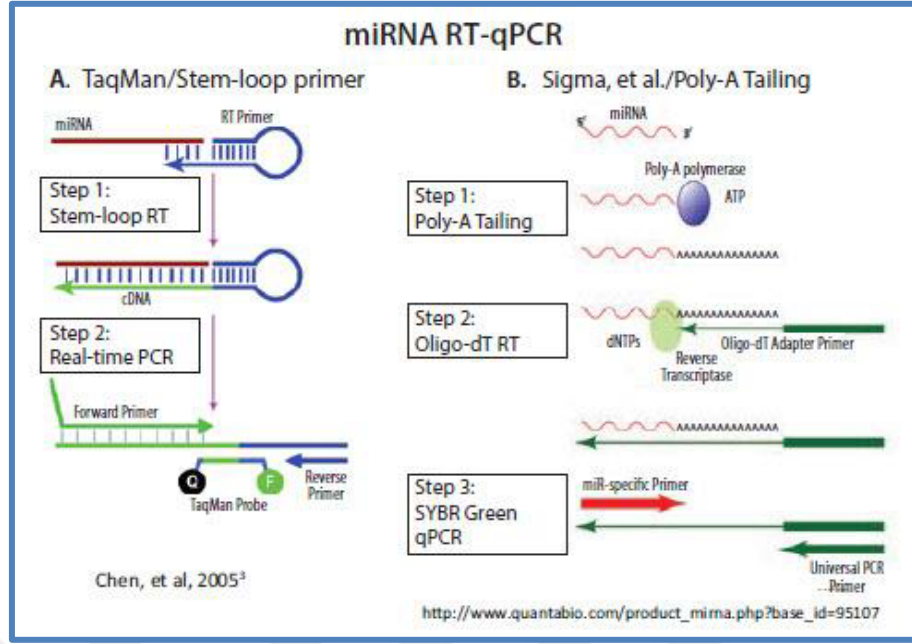 miRNA RT-qPCR
A. TaqMan/Stem-loop primer
miRNA
RT Primer
Step 1:
Stem-loop RT
cDNA
Step 2:
Real-time PCR
Forward Primer
Q
F
TaqMan Probe
Reverse
Primer
Chen, et al, 2005³
B. Sigma, et al./Poly-A Tailing
miRNA
5'
3'
Poly-A polymerase
ATP
Step 1:
Poly-A Tailing
AAAAAAAAAAAAAAA
Step 2:
Oligo-dT RT
AAAAAAAAAAAAAAA
dNTPs
Reverse
Transcriptase
Oligo-dT Adapter Primer
AAAAAAAAAAAAAAA
Step 3:
SYBR Green
qPCR
miR-specific Primer
Universal PCR
Primer
http://www.quantabio.com/product_mirna.php?base_id=95107